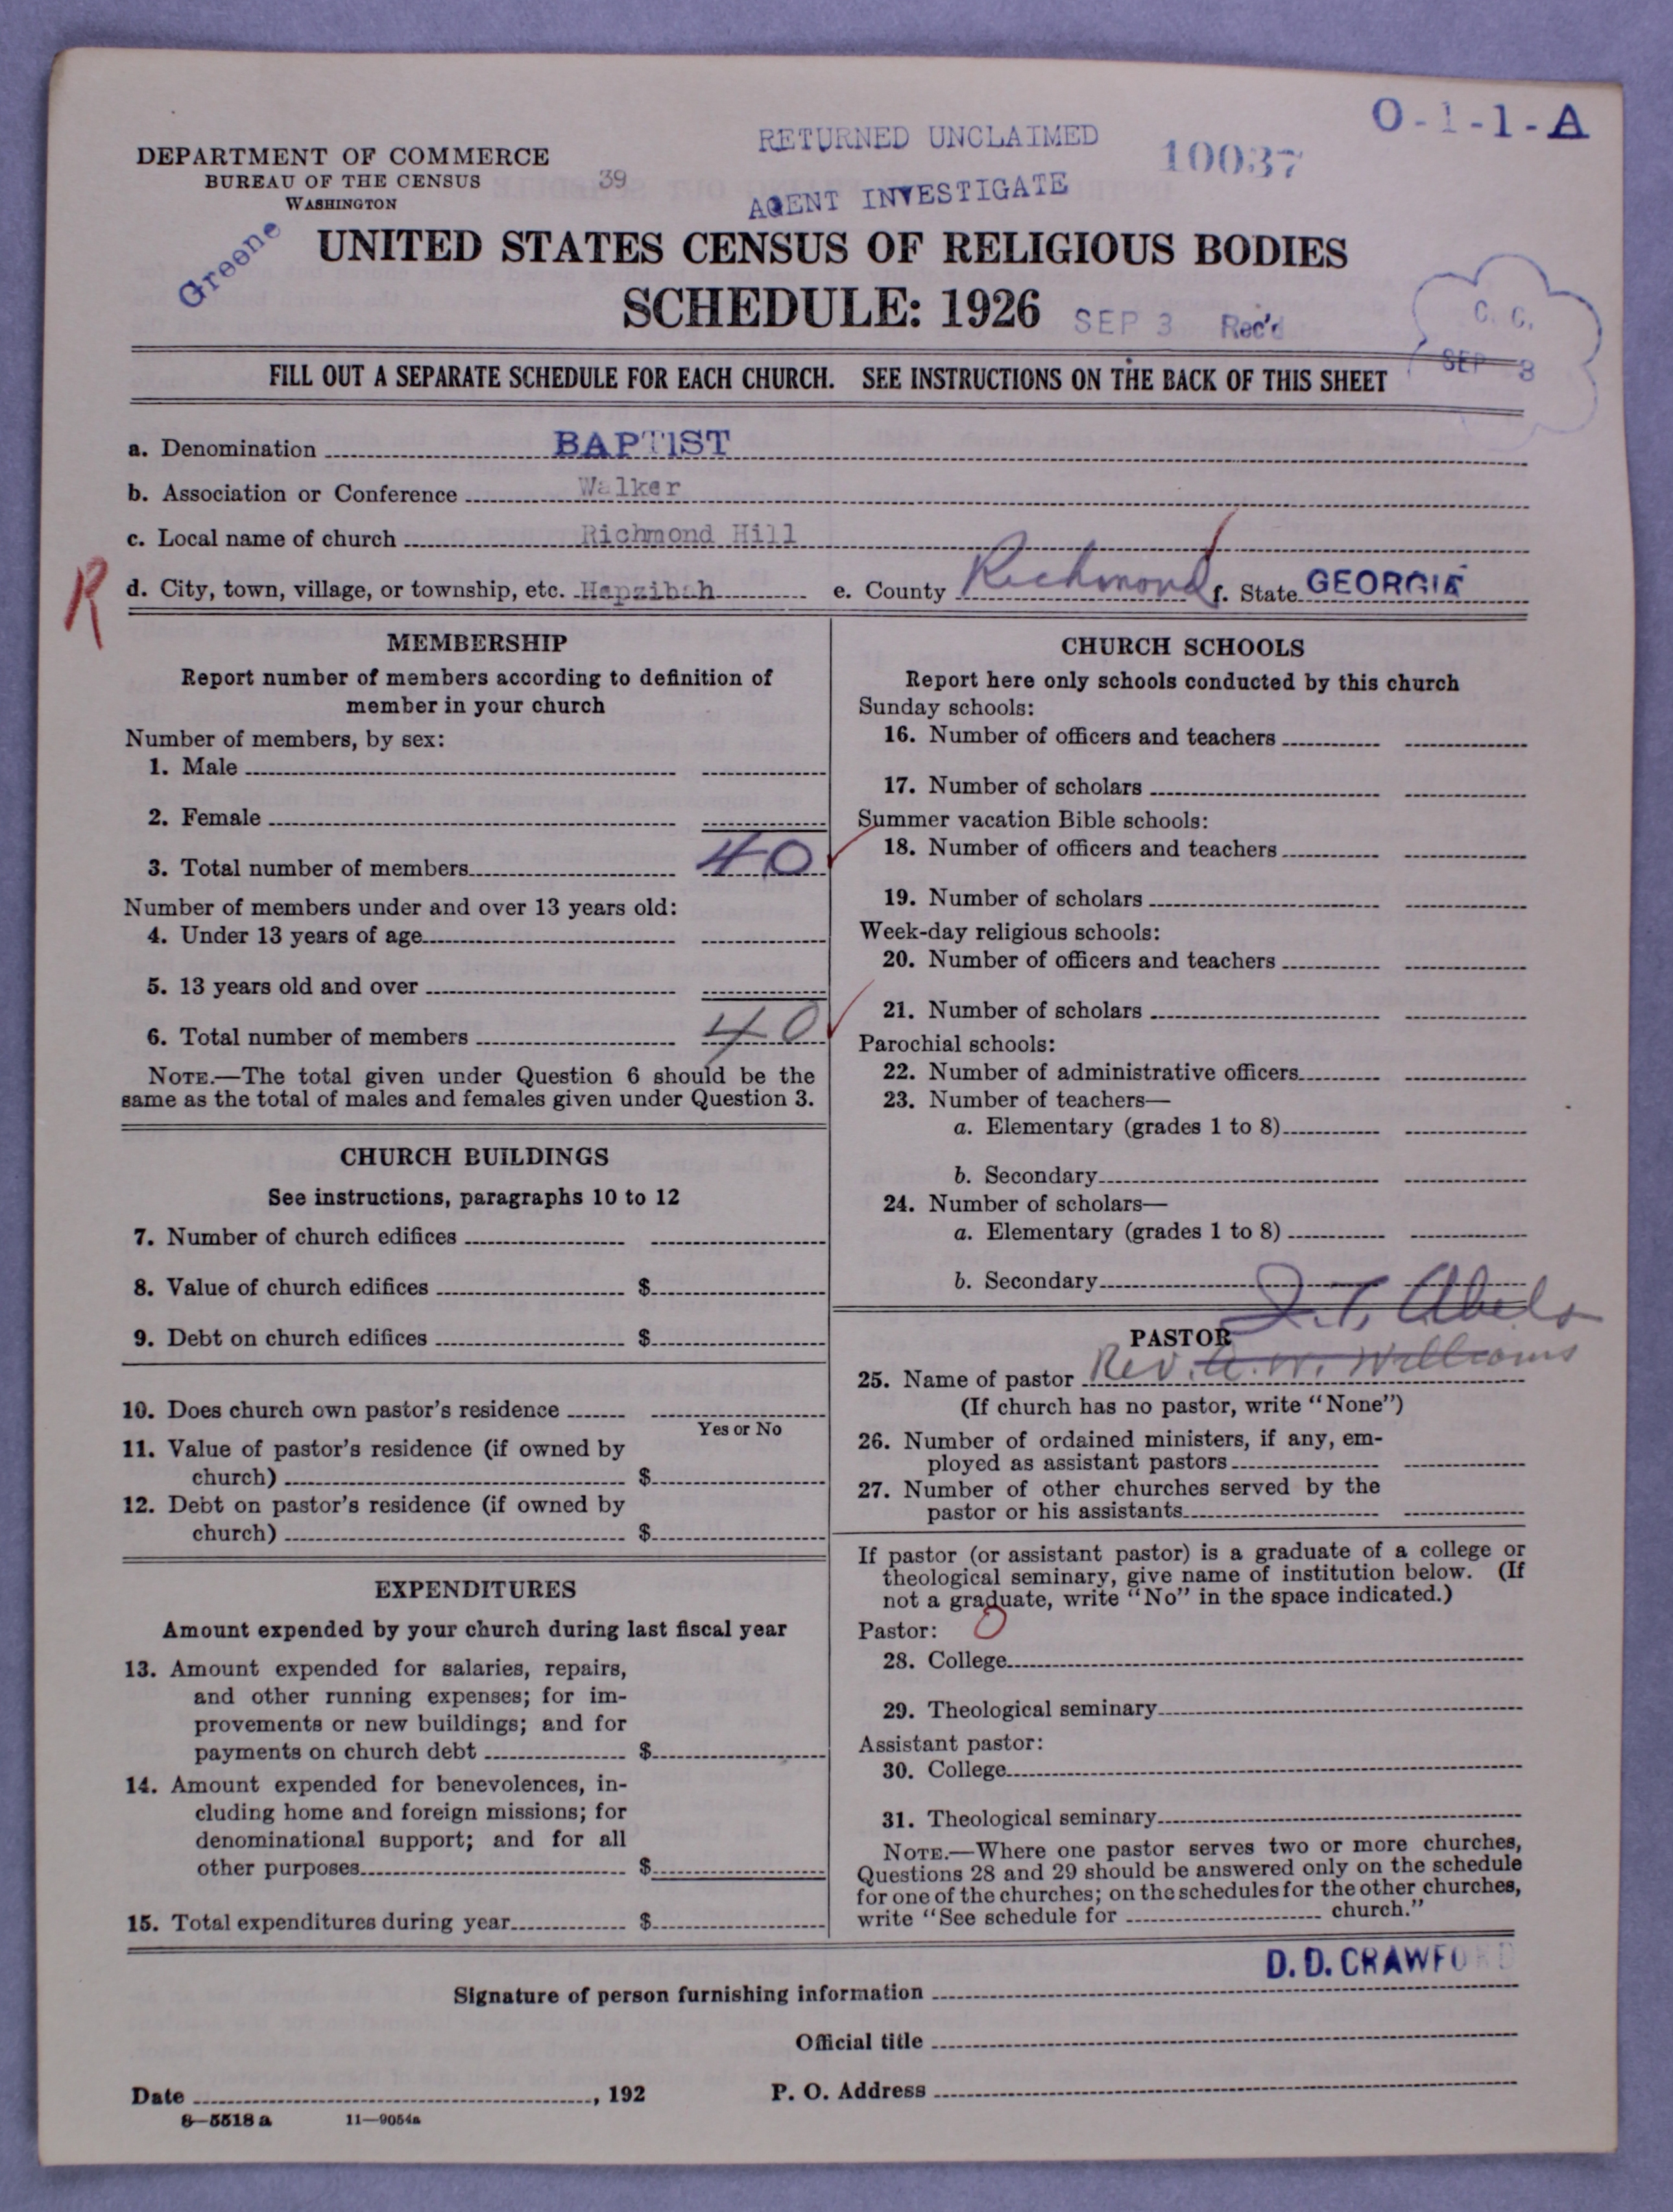 O-1-1-A
RETURNED UNCLAIMED
10037
DEPARTMENT OF COMMERCE
BUREAU OF THE CENSUS
39
AGENT INVESTIGATE
WASHINGTON
Greene
UNITED STATES CENSUS OF RELIGIOUS BODIES
SCHEDULE: 1926
SEP 3 Rec'd
C. C.
SEP 3
FILL OUT A SEPARATE SCHEDULE FOR EACH CHURCH. SEE INSTRUCTIONS ON THE BACK OF THIS SHEET
a. Denomination BAPTIST
b. Association or Conference Walker
c. Local name of church Richmond Hill
R
d. City, town, village, or township, etc. Hepzibah e. County Richmond f. State GEORGIA
MEMBERSHIP
Report number of members according to definition of
member in your church
Number of members, by sex:
1. Male
2. Female
3. Total number of members 40
Number of members under and over 13 years old:
4. Under 13 years of age
5. 13 years old and over
6. Total number of members 40
NOTE.—The total given under Question 6 should be the
same as the total of males and females given under Question 3.
CHURCH BUILDINGS
See instructions, paragraphs 10 to 12
7. Number of church edifices
8. Value of church edifices $
9. Debt on church edifices $
10. Does church own pastor's residence
Yes or No
11. Value of pastor's residence (if owned by
church) $
12. Debt on pastor's residence (if owned by
church) $
EXPENDITURES
Amount expended by your church during last fiscal year
13. Amount expended for salaries, repairs,
and other running expenses; for im-
provements or new buildings; and for
payments on church debt $
14. Amount expended for benevolences, in-
cluding home and foreign missions; for
denominational support; and for all
other purposes $
15. Total expenditures during year $
CHURCH SCHOOLS
Report here only schools conducted by this church
Sunday schools:
16. Number of officers and teachers
17. Number of scholars
Summer vacation Bible schools:
18. Number of officers and teachers
19. Number of scholars
Week-day religious schools:
20. Number of officers and teachers
21. Number of scholars
Parochial schools:
22. Number of administrative officers
23. Number of teachers—
a. Elementary (grades 1 to 8)
b. Secondary
24. Number of scholars—
a. Elementary (grades 1 to 8)
b. Secondary
T. Abels
PASTOR
25. Name of pastor Rev. A. W. Williams
(If church has no pastor, write "None")
26. Number of ordained ministers, if any, em-
ployed as assistant pastors
27. Number of other churches served by the
pastor or his assistants
If pastor (or assistant pastor) is a graduate of a college or
theological seminary, give name of institution below. (If
not a graduate, write "No" in the space indicated.)
Pastor: 0
28. College
29. Theological seminary
Assistant pastor:
30. College
31. Theological seminary
NOTE.—Where one pastor serves two or more churches,
Questions 28 and 29 should be answered only on the schedule
for one of the churches; on the schedules for the other churches,
write "See schedule for church."
D. D. CRAWFORD
Signature of person furnishing information
Official title
Date , 192
P. O. Address
8—5518 a 11—9054a